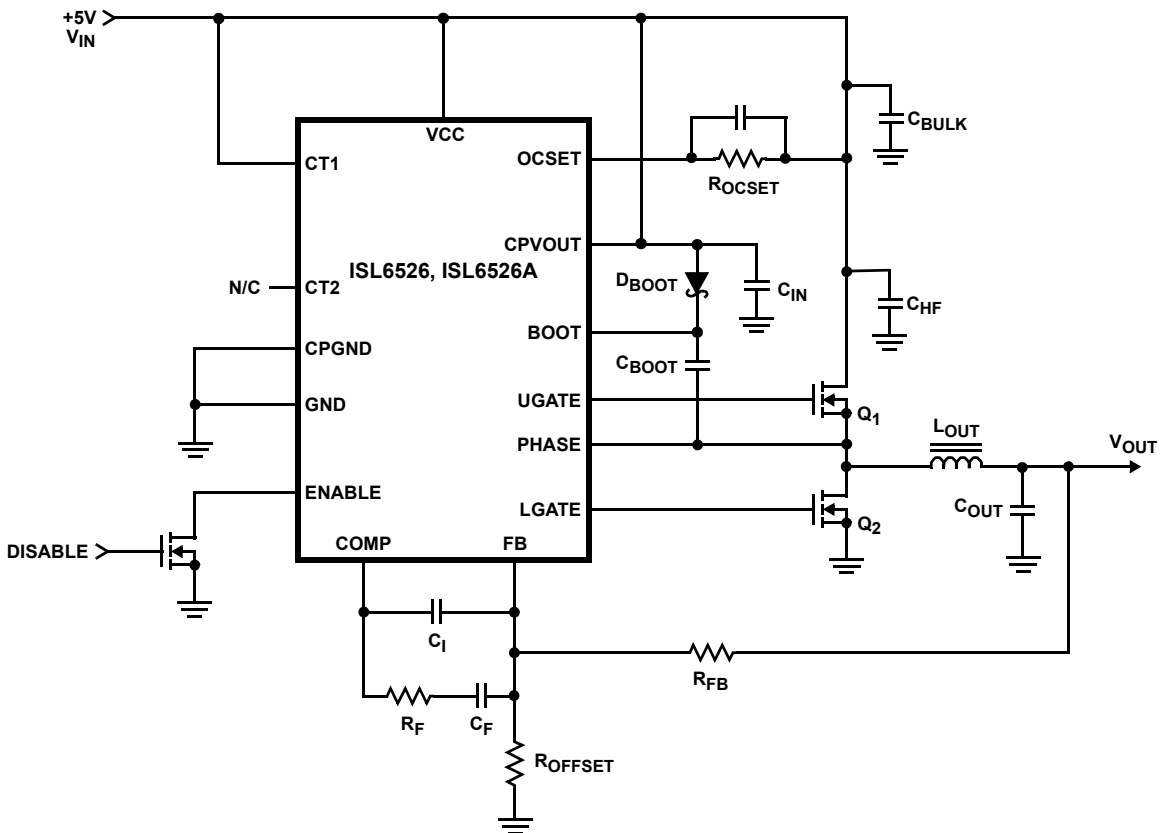 +5V
VIN
VCC
CBULK
CT1
OCSET
ROCSET
CPVOUT
ISL6526, ISL6526A
DBOOT
CIN
N/C
CT2
CHF
BOOT
CPGND
CBOOT
UGATE
Q1
GND
LOUT
PHASE
VOUT
ENABLE
LGATE
COUT
Q2
DISABLE
COMP
FB
CI
RFB
RF
CF
ROFFSET